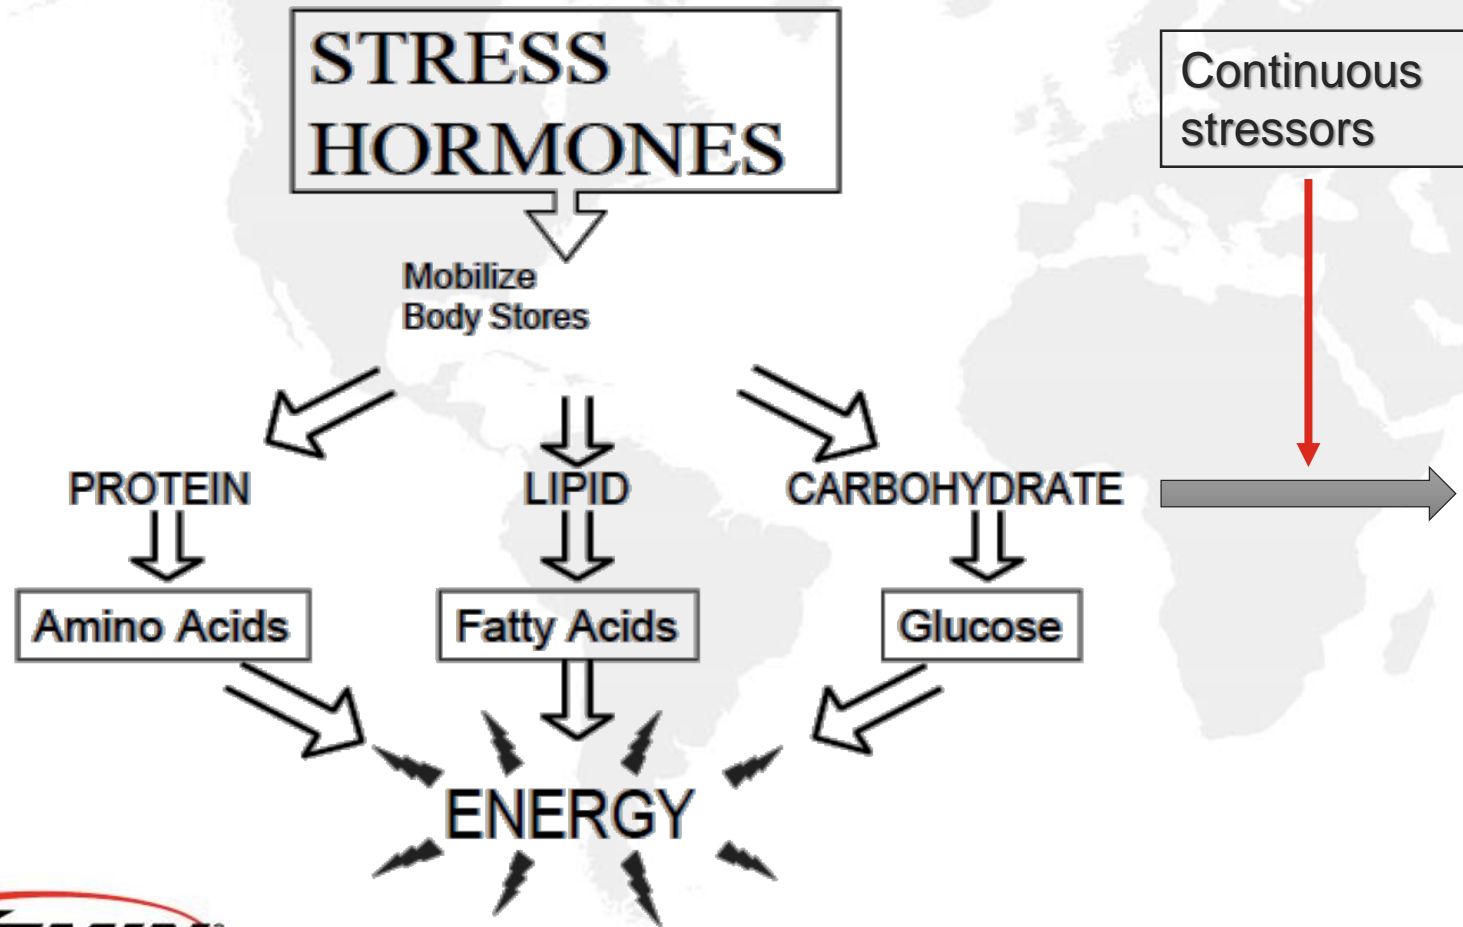 STRESS
HORMONES
Continuous
stressors
Mobilize
Body Stores
PROTEIN
LIPID
CARBOHYDRATE
Amino Acids
Fatty Acids
Glucose
ENERGY